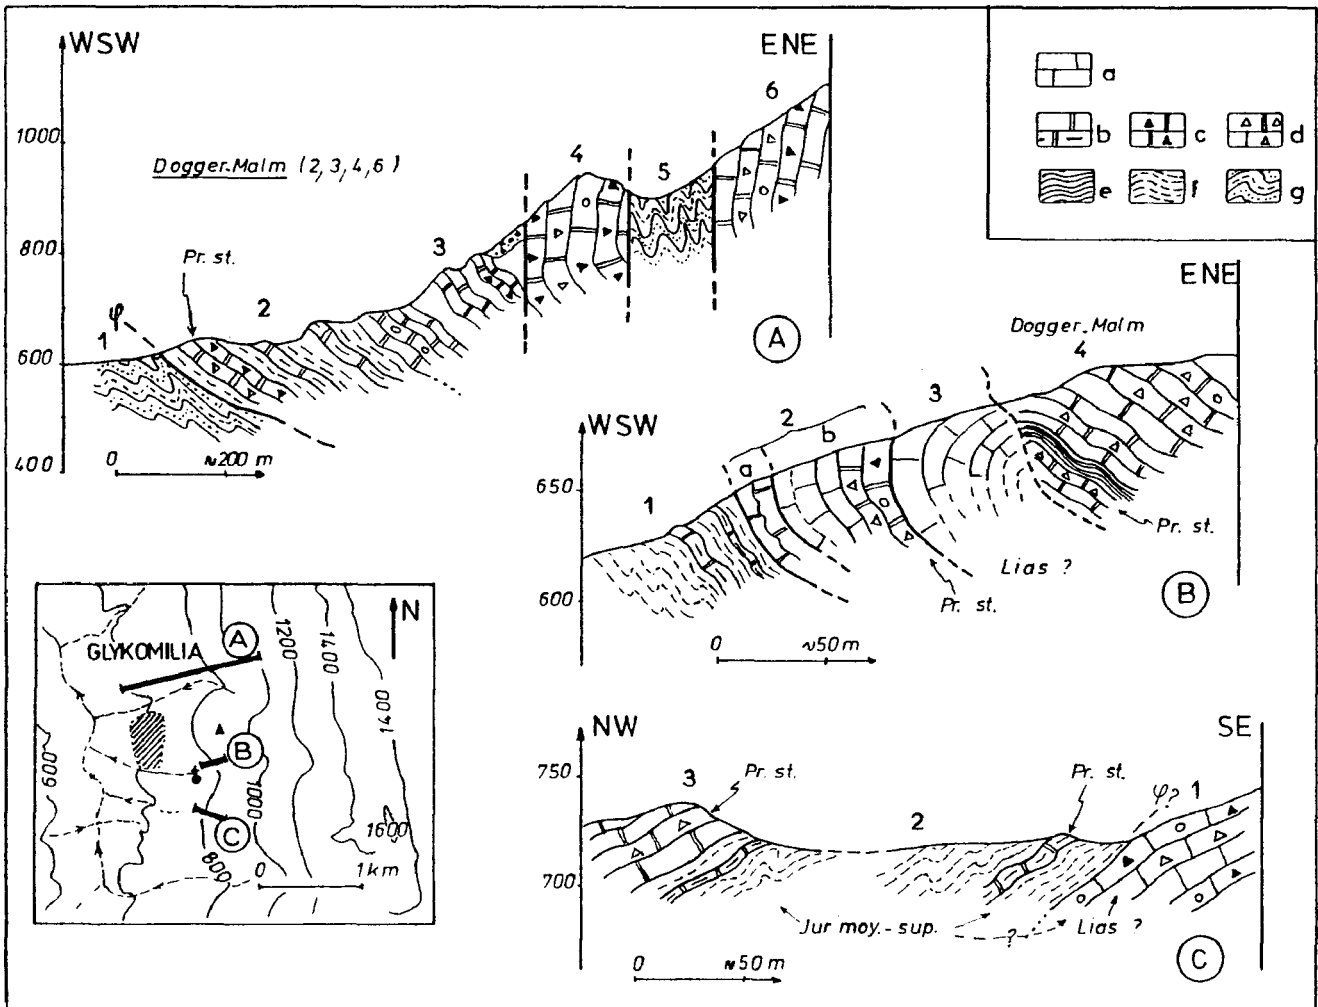 WSW
ENE
1000
800
600
400
Dogger-Malm (2,3,4,6)
Pr. st.
φ
1
2
3
4
5
6
A
0 ≈200 m
a
b
c
d
e
f
g
WSW
ENE
Dogger-Malm
4
3
2
a
b
1
650
600
Pr. st.
Lias ?
Pr. st.
B
0 ≈50 m
N
GLYKOMILIA
A
B
C
1200
1400
1400
600
1000
800
1600
0 1km
NW
SE
750
700
3
Pr. st.
2
Pr. st.
φ?
1
Jur moy.-sup.
?
Lias ?
C
0 ≈50 m